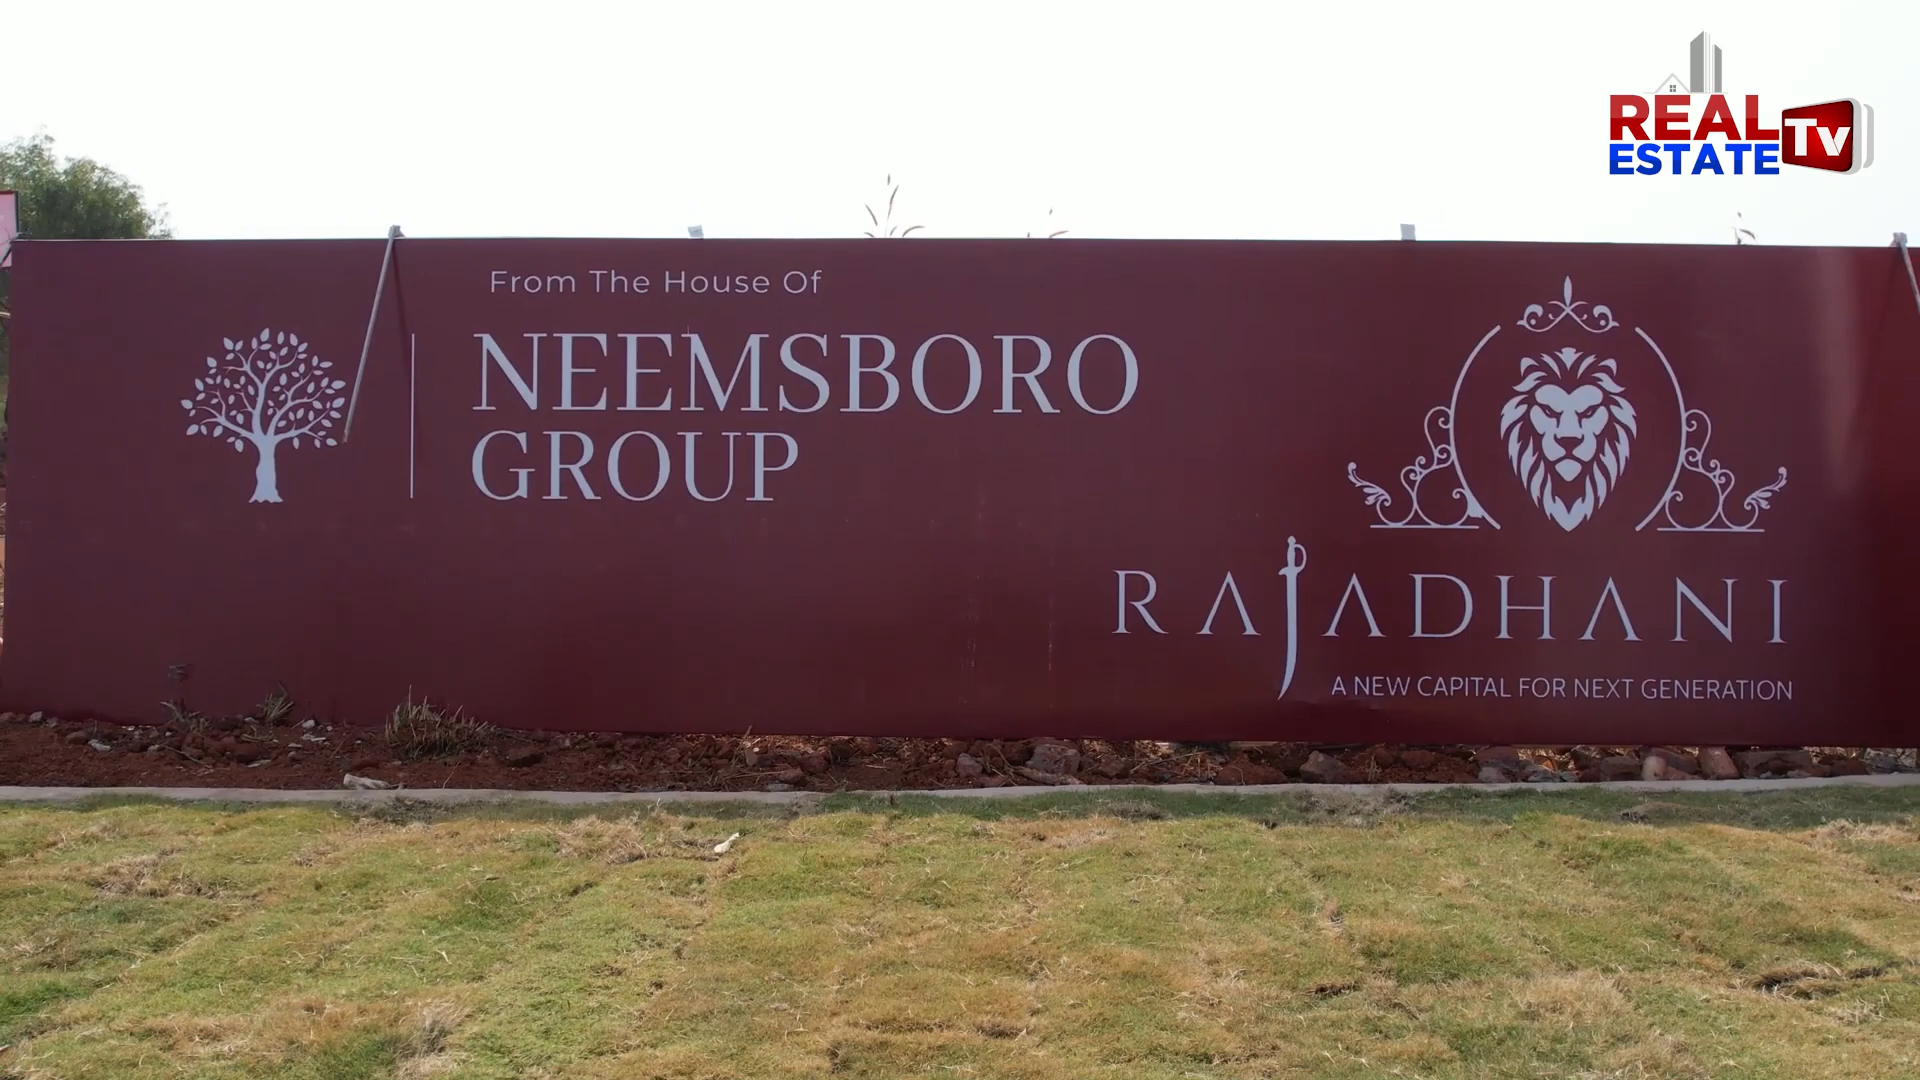 REAL
ESTATE
Tv
From The House Of
NEEMSBORO
GROUP
RAJADHANI
A NEW CAPITAL FOR NEXT GENERATION